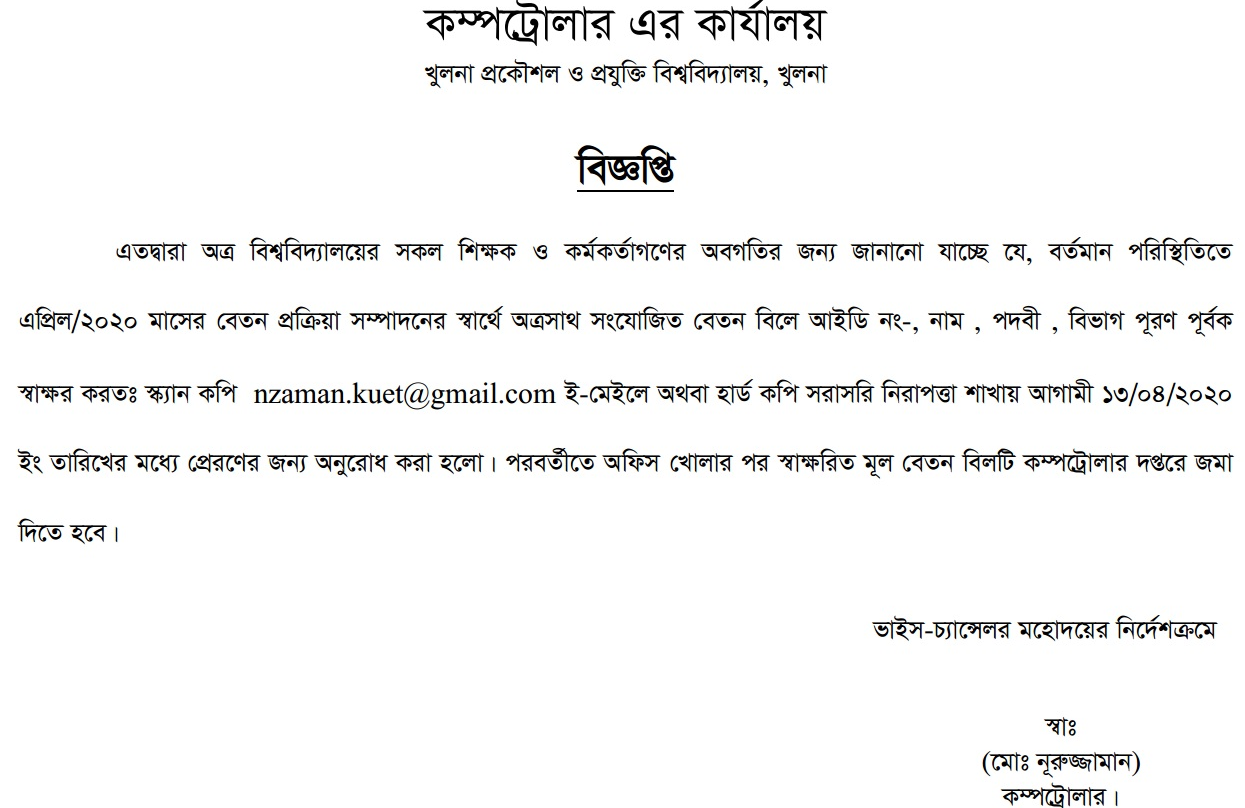 কম্পট্রোলার এর কার্যালয়
খুলনা প্রকৌশল ও প্রযুক্তি বিশ্ববিদ্যালয়, খুলনা
বিজ্ঞপ্তি
এতদ্বারা অত্র বিশ্ববিদ্যালয়ের সকল শিক্ষক ও কর্মকর্তাগণের অবগতির জন্য জানানো যাচ্ছে যে, বর্তমান পরিস্থিতিতে
এপ্রিল/২০২০ মাসের বেতন প্রক্রিয়া সম্পাদনের স্বার্থে অত্রসাথ সংযোজিত বেতন বিলে আইডি নং-, নাম , পদবী , বিভাগ পূরণ পূর্বক
স্বাক্ষর করতঃ স্ক্যান কপি nzaman.kuet@gmail.com ই-মেইলে অথবা হার্ড কপি সরাসরি নিরাপত্তা শাখায় আগামী ১৩/০৪/২০২০
ইং তারিখের মধ্যে প্রেরণের জন্য অনুরোধ করা হলো। পরবর্তীতে অফিস খোলার পর স্বাক্ষরিত মূল বেতন বিলটি কম্পট্রোলার দপ্তরে জমা
দিতে হবে।
ভাইস-চ্যান্সেলর মহোদয়ের নির্দেশক্রমে
স্বাঃ
(মোঃ নূরুজ্জামান)
কম্পট্রোলার।